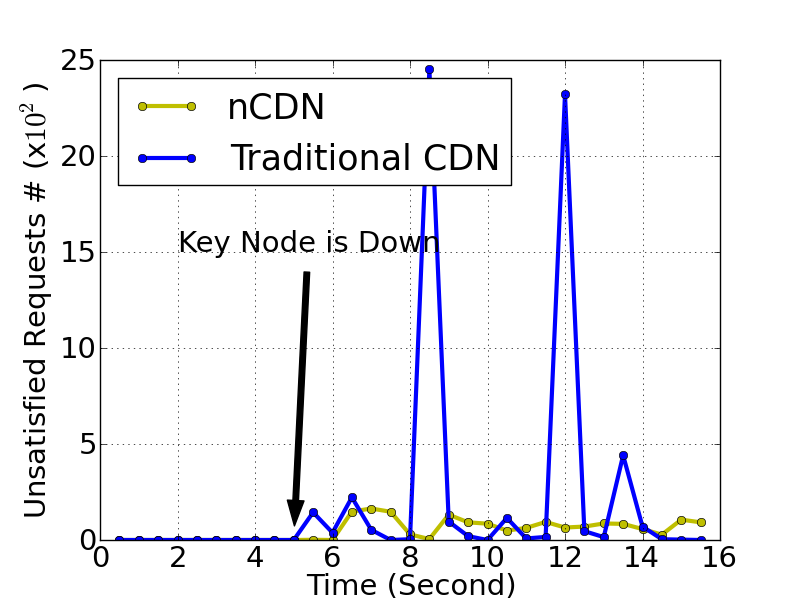 25
20
15
10
5
0
Unsatisfied Requests # (x10² )
nCDN
Traditional CDN
Key Node is Down
0 2 4 6 8 10 12 14 16
Time (Second)